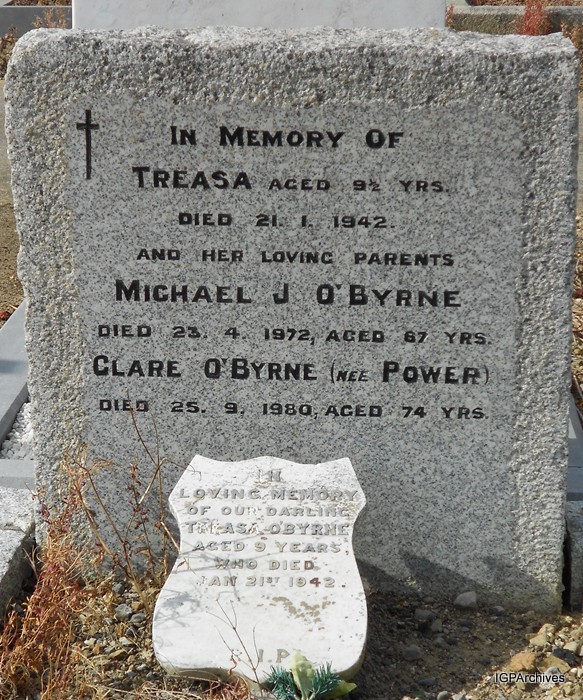 IN MEMORY OF
TREASA AGED 9½ YRS.
DIED 21. 1. 1942.
AND HER LOVING PARENTS
MICHAEL J O'BYRNE
DIED 23. 4. 1972, AGED 67 YRS.
CLARE O'BYRNE (NEE POWER)
DIED 25. 9. 1980, AGED 74 YRS.
IN
LOVING MEMORY
OF OUR DARLING
TREASA O'BYRNE
AGED 9 YEARS
WHO DIED
JAN 21ST 1942
R.I.P.
IGPArchives